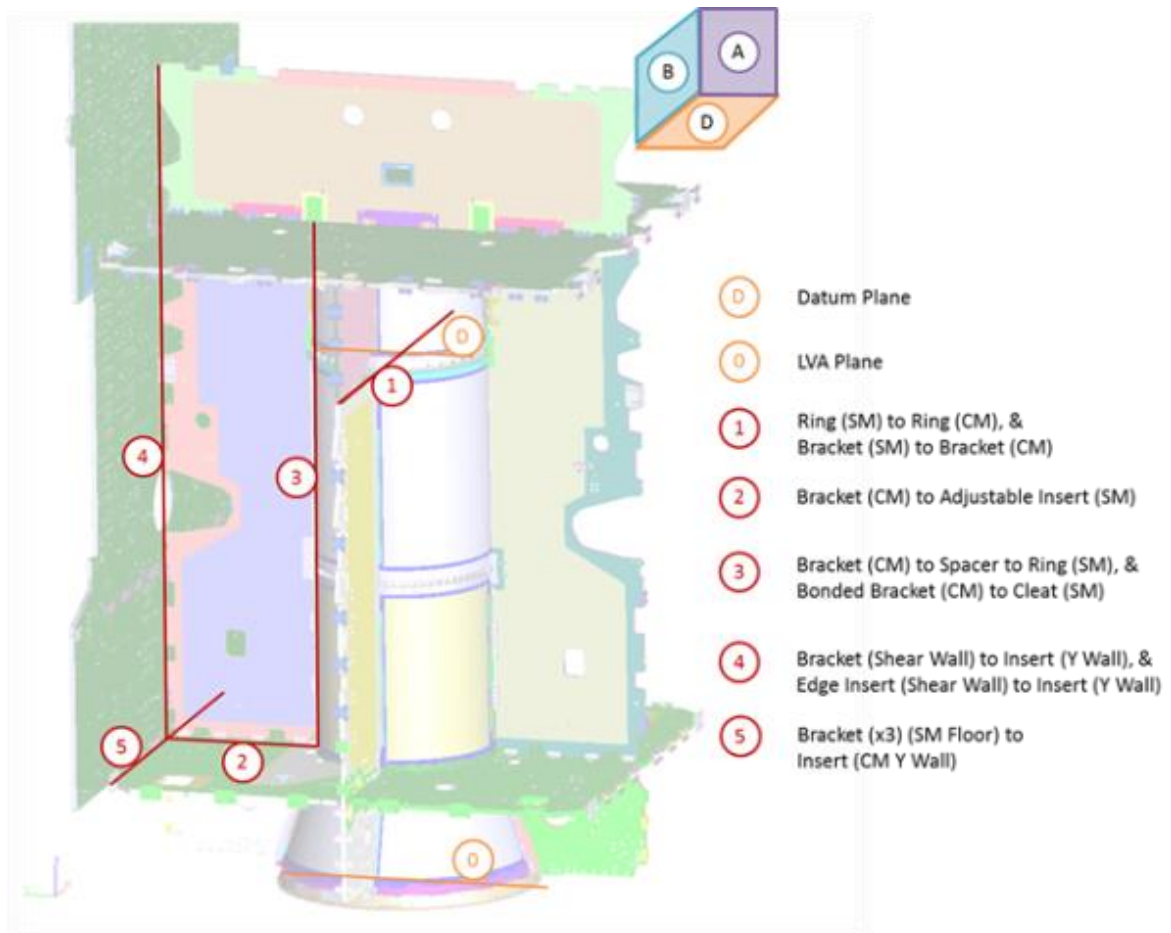 A
B
D
D
1
4
3
5
2
0
D Datum Plane
0 LVA Plane
1 Ring (SM) to Ring (CM), &
Bracket (SM) to Bracket (CM)
2 Bracket (CM) to Adjustable Insert (SM)
3 Bracket (CM) to Spacer to Ring (SM), &
Bonded Bracket (CM) to Cleat (SM)
4 Bracket (Shear Wall) to Insert (Y Wall), &
Edge Insert (Shear Wall) to Insert (Y Wall)
5 Bracket (x3) (SM Floor) to
Insert (CM Y Wall)